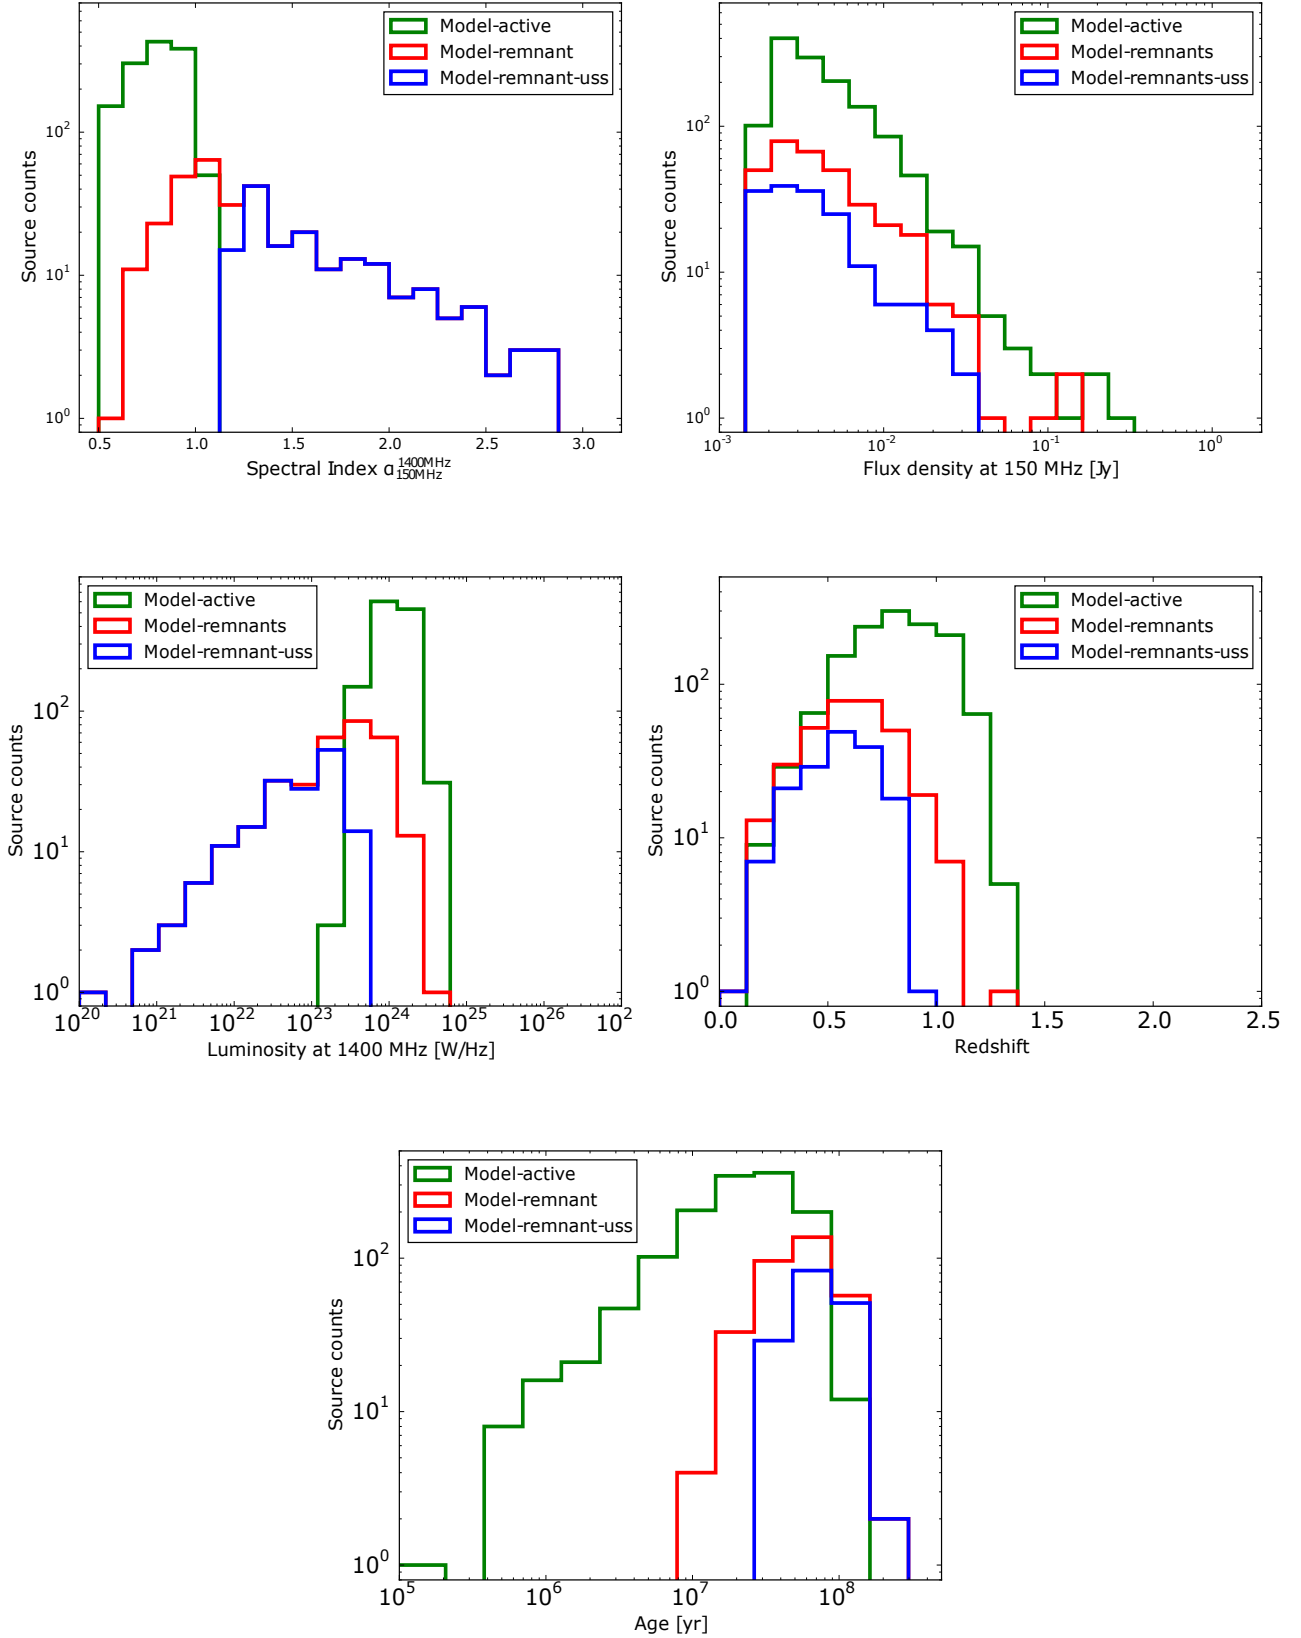 Model-active
Model-remnant
Model-remnant-uss
10^2
10^1
10^0
Source counts
0.5 1.0 1.5 2.0 2.5 3.0
Spectral Index α_{150MHz}^{1400MHz}
Model-active
Model-remnants
Model-remnants-uss
10^2
10^1
10^0
Source counts
10^{-3} 10^{-2} 10^{-1} 10^0
Flux density at 150 MHz [Jy]
Model-active
Model-remnants
Model-remnant-uss
10^2
10^1
10^0
Source counts
10^{20} 10^{21} 10^{22} 10^{23} 10^{24} 10^{25} 10^{26} 10^2
Luminosity at 1400 MHz [W/Hz]
Model-active
Model-remnants
Model-remnants-uss
10^2
10^1
10^0
Source counts
0.0 0.5 1.0 1.5 2.0 2.5
Redshift
Model-active
Model-remnant
Model-remnant-uss
10^2
10^1
10^0
Source counts
10^5 10^6 10^7 10^8
Age [yr]